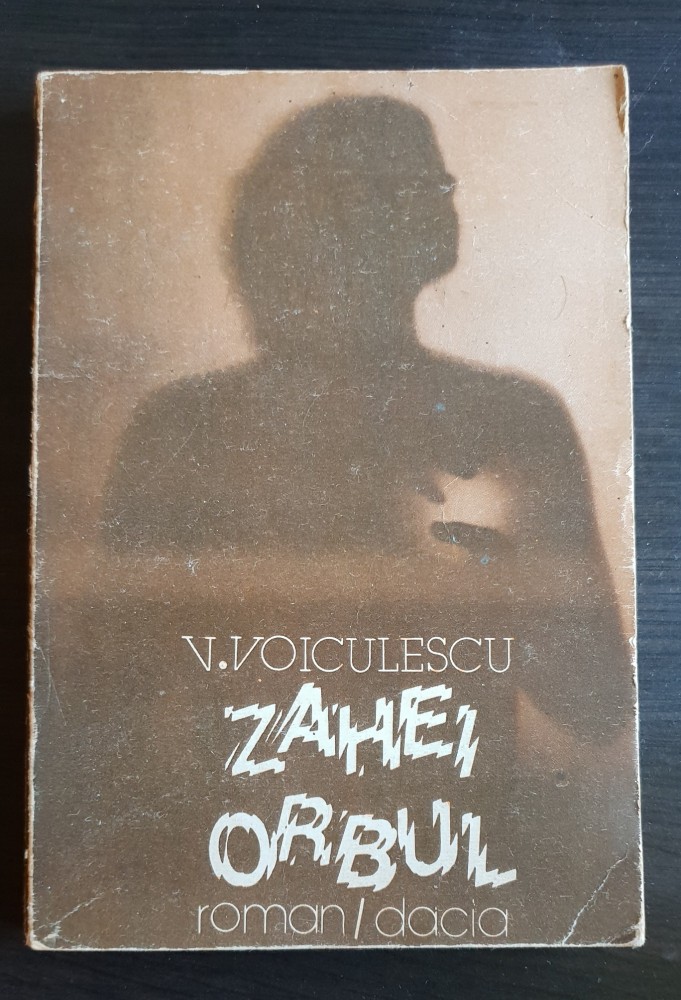 V. VOICULESCU
ZAHEI
ORBUL
roman/dacia